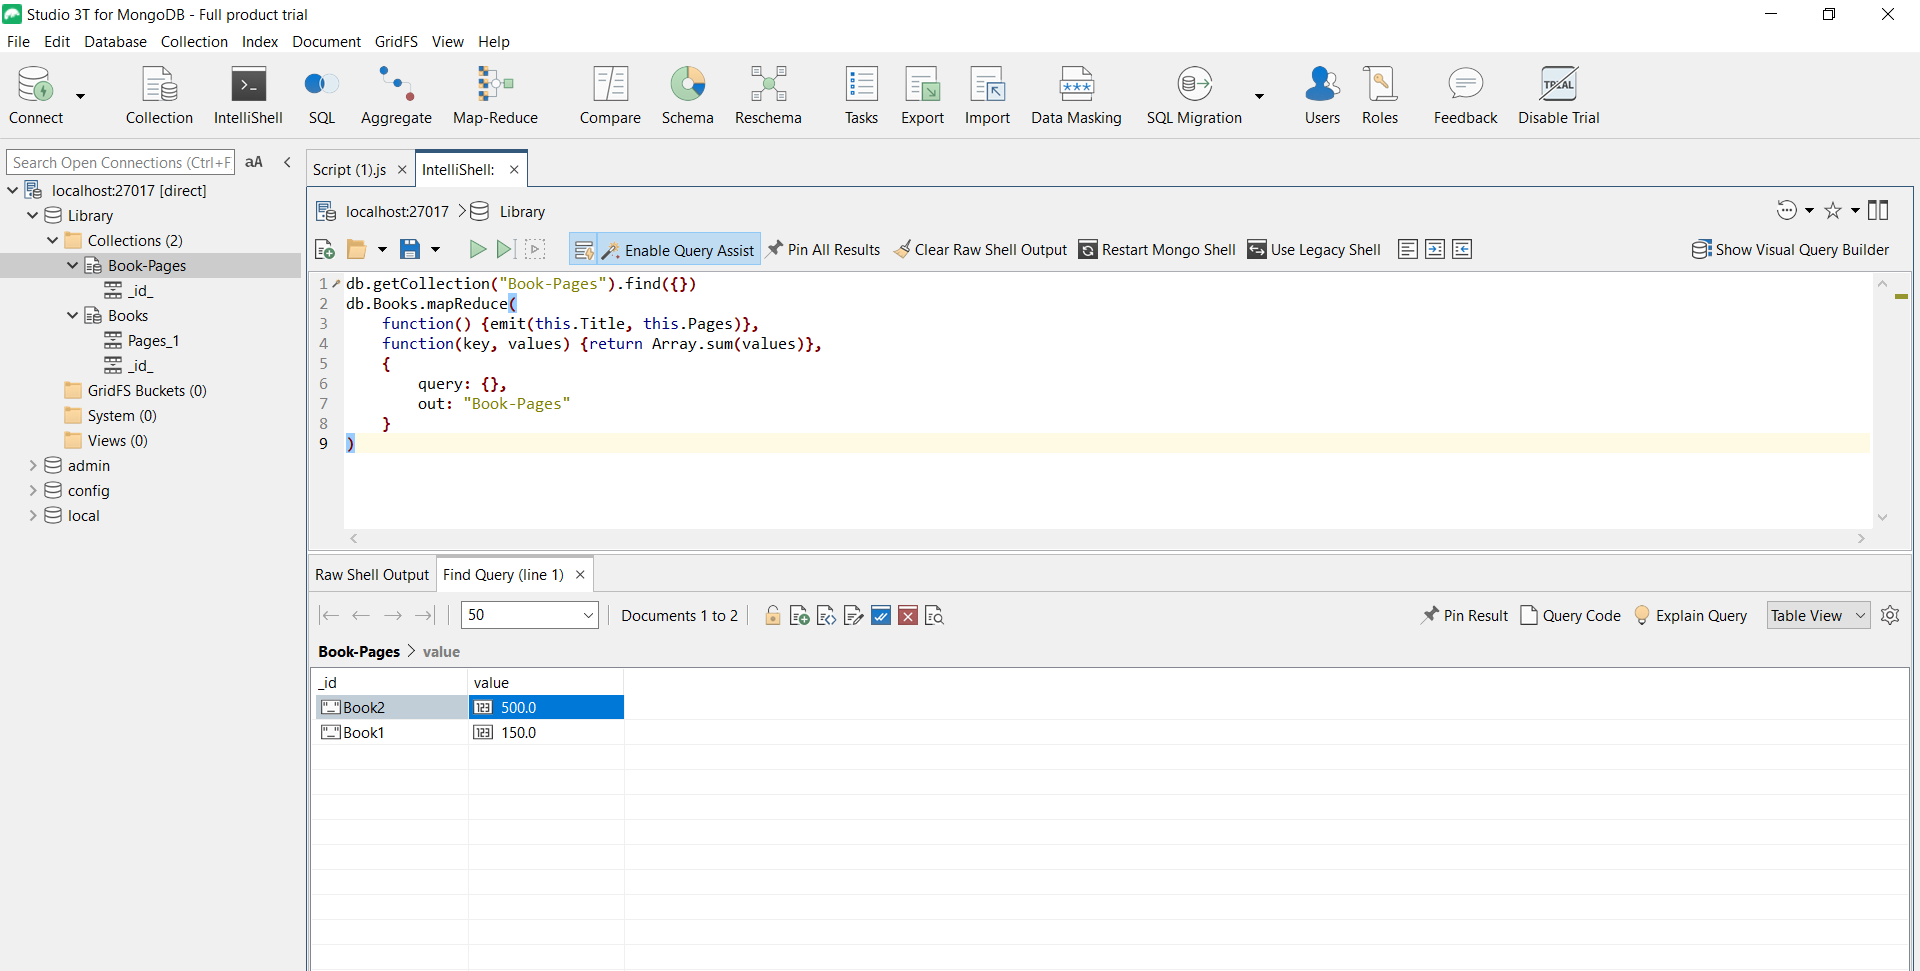 Studio 3T for MongoDB - Full product trial
File Edit Database Collection Index Document GridFS View Help
Connect Collection IntelliShell SQL Aggregate Map-Reduce Compare Schema Reschema Tasks Export Import Data Masking SQL Migration Users Roles Feedback Disable Trial
TRIAL
Search Open Connections (Ctrl+F aA
localhost:27017 [direct]
Library
Collections (2)
Book-Pages
_id_
Books
Pages_1
_id_
GridFS Buckets (0)
System (0)
Views (0)
admin
config
local
Script (1).js IntelliShell:
localhost:27017 Library
Enable Query Assist Pin All Results Clear Raw Shell Output Restart Mongo Shell Use Legacy Shell Show Visual Query Builder
1 db.getCollection("Book-Pages").find({})
2 db.Books.mapReduce(
3 function() {emit(this.Title, this.Pages)},
4 function(key, values) {return Array.sum(values)},
5 {
6 query: {},
7 out: "Book-Pages"
8 }
9 )
Raw Shell Output Find Query (line 1)
50 Documents 1 to 2 Pin Result Query Code Explain Query Table View
Book-Pages > value
_id value
"_" Book2 123 500.0
"_" Book1 123 150.0